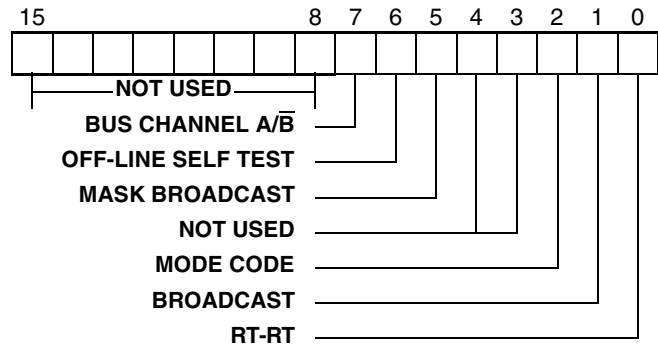 15 8 7 6 5 4 3 2 1 0
NOT USED
BUS CHANNEL A/B̅
OFF-LINE SELF TEST
MASK BROADCAST
NOT USED
MODE CODE
BROADCAST
RT-RT